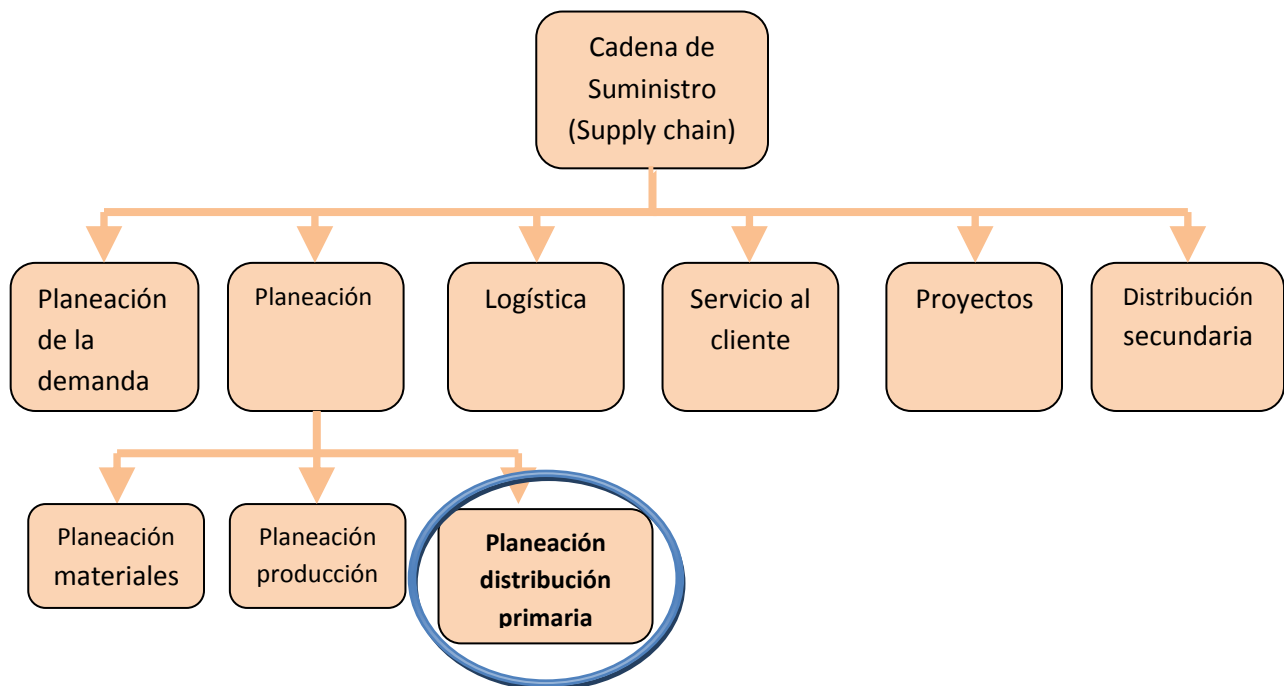 Cadena de
Suministro
(Supply chain)
Planeación
de la
demanda
Planeación
Logística
Servicio al
cliente
Proyectos
Distribución
secundaria
Planeación
materiales
Planeación
producción
Planeación
distribución
primaria